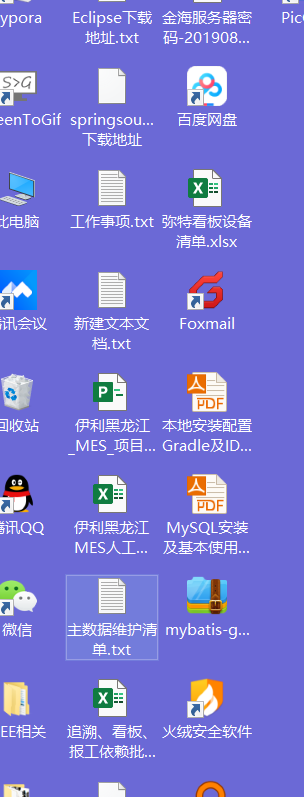 ypora
Eclipse下载
地址.txt
金海服务器密
码-201908...
Pic
S>G
eenToGif
springsou...
下载地址
百度网盘
此电脑
工作事项.txt
弥特看板设备
清单.xlsx
腾讯会议
新建文本文
档.txt
Foxmail
回收站
伊利黑龙江
_MES_项目...
本地安装配置
Gradle及ID...
腾讯QQ
伊利黑龙江
MES人工...
MySQL安装
及基本使用...
微信
主数据维护清
单.txt
mybatis-g...
EE相关
追溯、看板、
报工依赖批...
火绒安全软件